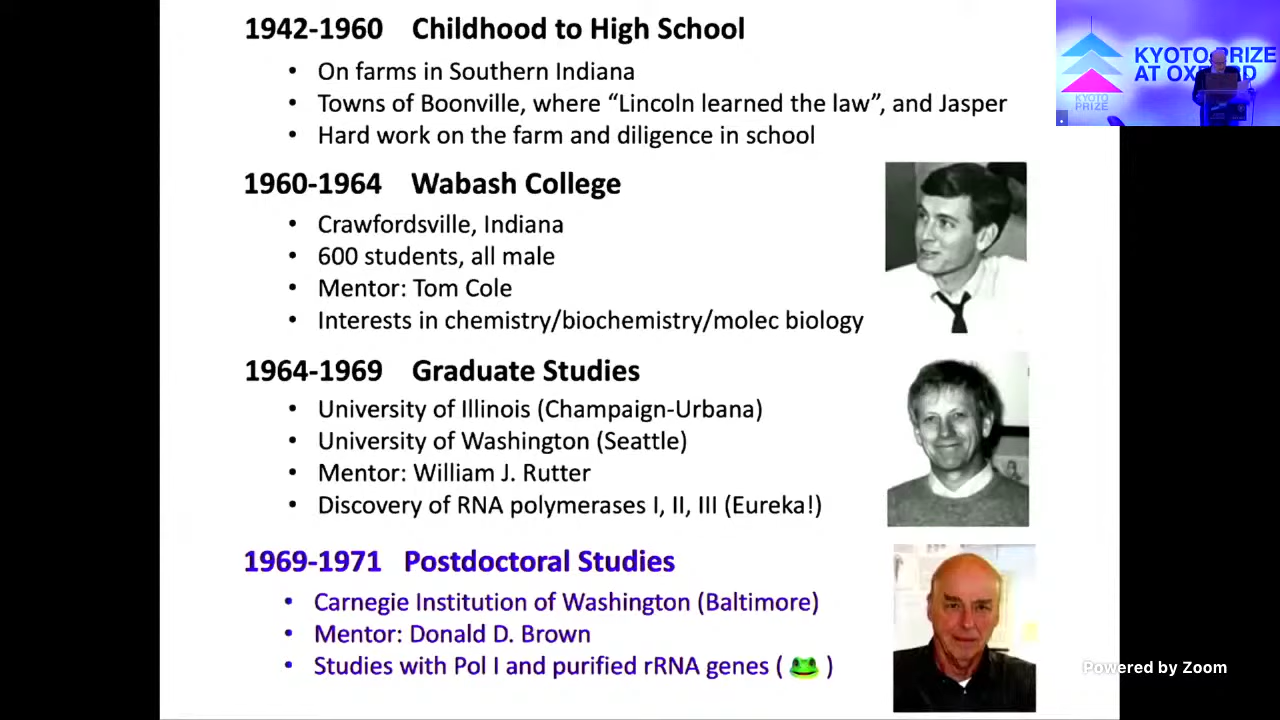 1942-1960 Childhood to High School
• On farms in Southern Indiana
• Towns of Boonville, where “Lincoln learned the law”, and Jasper
• Hard work on the farm and diligence in school
1960-1964 Wabash College
• Crawfordsville, Indiana
• 600 students, all male
• Mentor: Tom Cole
• Interests in chemistry/biochemistry/molec biology
1964-1969 Graduate Studies
• University of Illinois (Champaign-Urbana)
• University of Washington (Seattle)
• Mentor: William J. Rutter
• Discovery of RNA polymerases I, II, III (Eureka!)
1969-1971 Postdoctoral Studies
• Carnegie Institution of Washington (Baltimore)
• Mentor: Donald D. Brown
• Studies with Pol I and purified rRNA genes ( 🐸 )
KYOTO PRIZE
AT OXFORD
KYOTO
PRIZE
Powered by Zoom